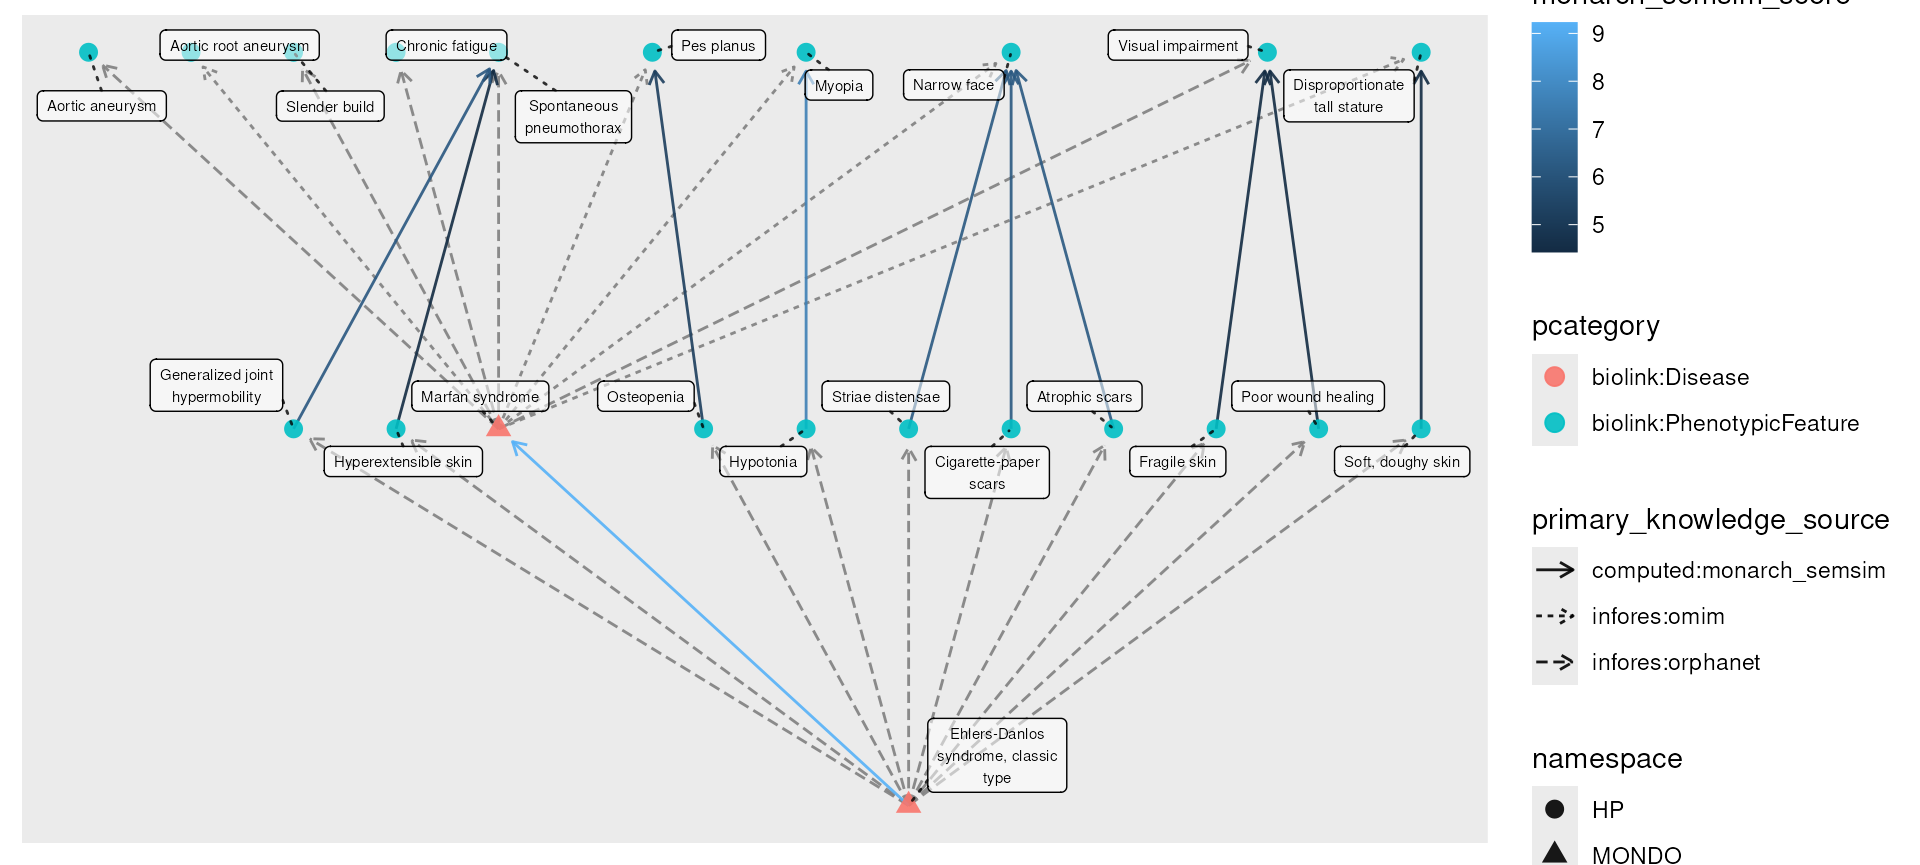 Aortic root aneurysm
Chronic fatigue
Pes planus
Visual impairment
Aortic aneurysm
Slender build
Spontaneous
pneumothorax
Myopia
Narrow face
Disproportionate
tall stature
Generalized joint
hypermobility
Marfan syndrome
Osteopenia
Striae distensae
Atrophic scars
Poor wound healing
Hyperextensible skin
Hypotonia
Cigarette-paper
scars
Fragile skin
Soft, doughy skin
Ehlers-Danlos
syndrome, classic
type
monarch_semsim_score
9
8
7
6
5
pcategory
biolink:Disease
biolink:PhenotypicFeature
primary_knowledge_source
computed:monarch_semsim
infores:omim
infores:orphanet
namespace
HP
MONDO